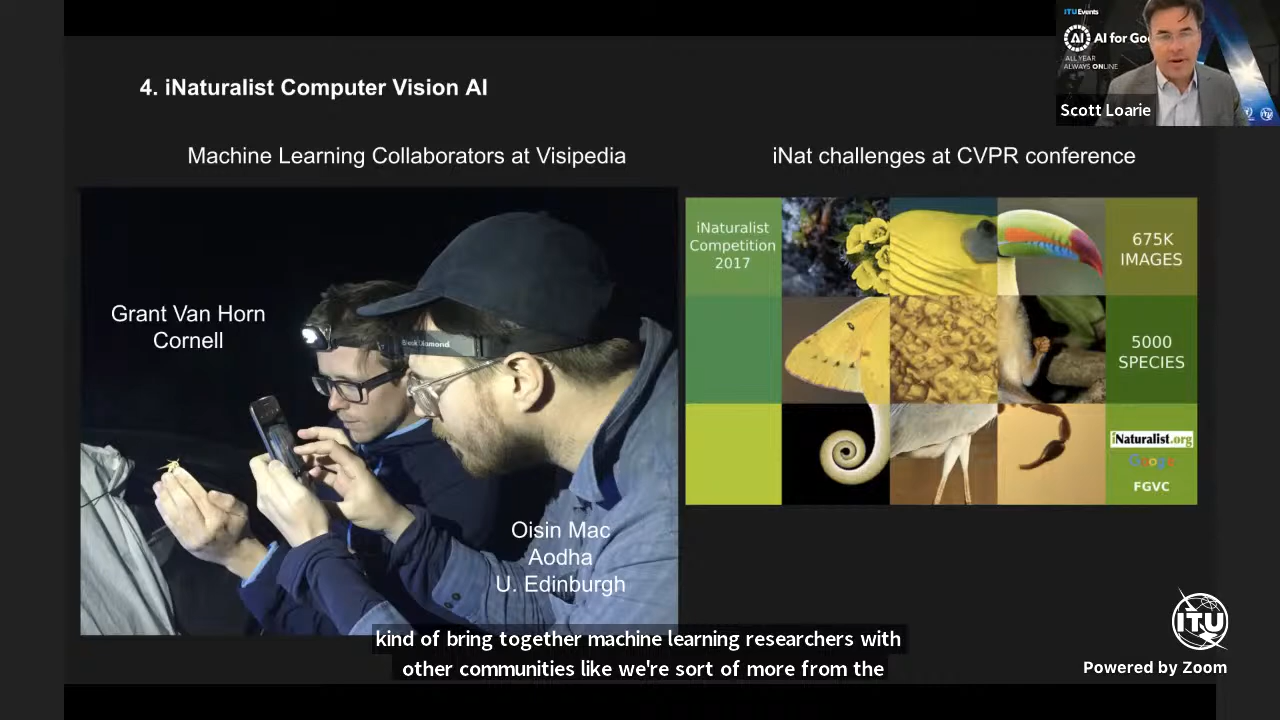 4. iNaturalist Computer Vision AI
ITUEvents
AI
AI for Go
ALL YEAR
ALWAYS ONLINE
Scott Loarie
Machine Learning Collaborators at Visipedia
iNat challenges at CVPR conference
Grant Van Horn
Cornell
Black Diamond
Oisin Mac
Aodha
U. Edinburgh
iNaturalist
Competition
2017
675K
IMAGES
5000
SPECIES
iNaturalist.org
Google
FGVC
kind of bring together machine learning researchers with
other communities like we're sort of more from the
ITU
Powered by Zoom